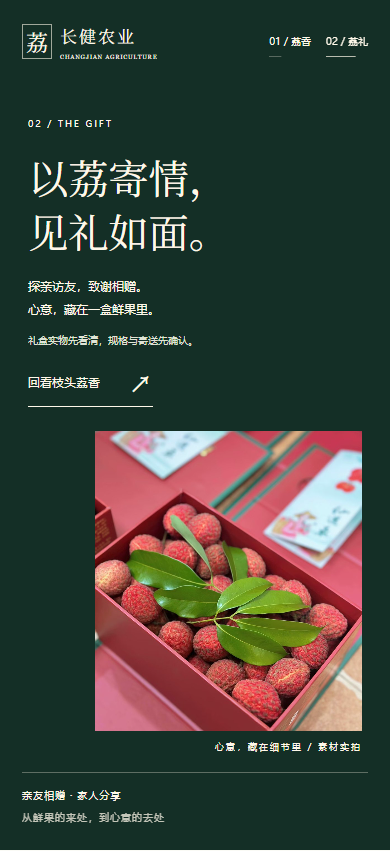 荔
长健农业
CHANGJIAN AGRICULTURE
01 / 荔香
02 / 荔礼
02 / THE GIFT
以荔寄情，
见礼如面。
探亲访友，致谢相赠。
心意，藏在一盒鲜果里。
礼盒实物先看清，规格与寄送先确认。
回看枝头荔香
心意，藏在细节里 / 素材实拍
亲友相赠 · 家人分享
从鲜果的来处，到心意的去处